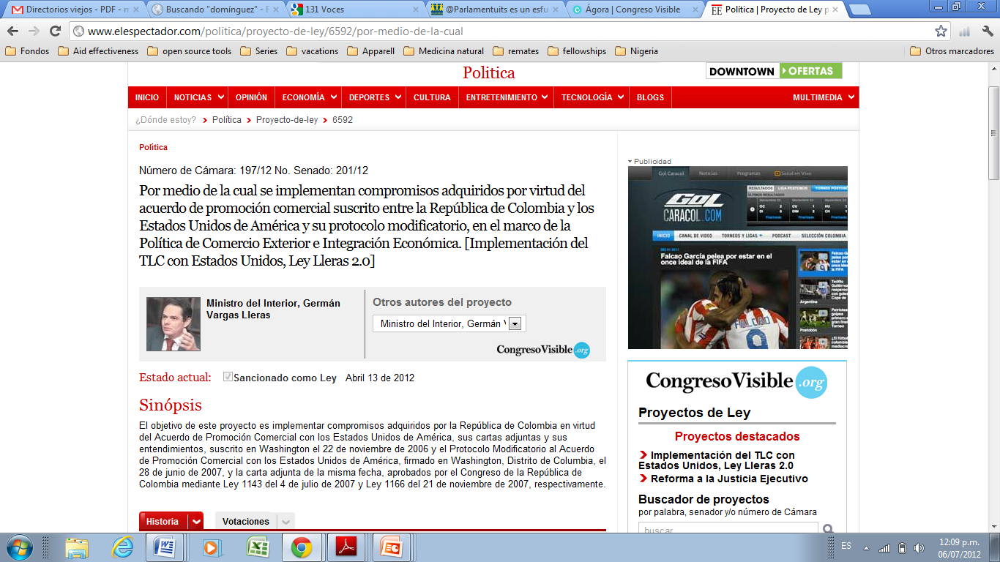 Directorios viejos - PDF - m
Buscando "domínguez" - F
131 Voces
@Parlamentuits es un esfu
Ágora | Congreso Visible
Política | Proyecto de Ley p
www.elespectador.com/politica/proyecto-de-ley/6592/por-medio-de-la-cual
Fondos
Aid effectiveness
open source tools
Series
vacations
Apparell
Medicina natural
remates
fellowships
Nigeria
Otros marcadores
Politica
DOWNTOWN OFERTAS
INICIO
NOTICIAS
OPINIÓN
ECONOMÍA
DEPORTES
CULTURA
ENTRETENIMIENTO
TECNOLOGÍA
BLOGS
MULTIMEDIA
¿Dónde estoy? Política Proyecto-de-ley 6592
Política
Número de Cámara: 197/12 No. Senado: 201/12
Por medio de la cual se implementan compromisos adquiridos por virtud del
acuerdo de promoción comercial suscrito entre la República de Colombia y los
Estados Unidos de América y su protocolo modificatorio, en el marco de la
Política de Comercio Exterior e Integración Económica. [Implementación del
TLC con Estados Unidos, Ley Lleras 2.0]
Ministro del Interior, Germán
Vargas Lleras
Otros autores del proyecto
Ministro del Interior, Germán V
CongresoVisible .org
Estado actual: Sancionado como Ley Abril 13 de 2012
Sinópsis
El objetivo de este proyecto es implementar compromisos adquiridos por la República de Colombia en virtud
del Acuerdo de Promoción Comercial con los Estados Unidos de América, sus cartas adjuntas y sus
entendimientos, suscrito en Washington el 22 de noviembre de 2006 y el Protocolo Modificatorio al Acuerdo
de Promoción Comercial con los Estados Unidos de América, firmado en Washington, Distrito de Columbia, el
28 de junio de 2007, y la carta adjunta de la misma fecha, aprobados por el Congreso de la República de
Colombia mediante Ley 1143 del 4 de julio de 2007 y Ley 1166 del 21 de noviembre de 2007, respectivamente.
Historia
Votaciones
Publicidad
Gol Caracol
Noticias
Programas
Señal en Vivo
GOL
CARACOL.COM
RESULTADOS
LIGA POSTOBON
TORNEO POSTOBON
INICIO
CANAL DE VIDEO
TORNEOS Y LIGAS
PODCAST
SELECCIÓN COLOMBIA
Falcao García pelea por estar en el
once ideal de la FIFA
FALCAO
9
Argentina
Postobón
CongresoVisible .org
Proyectos de Ley
Proyectos destacados
Implementación del TLC con
Estados Unidos, Ley Lleras 2.0
Reforma a la Justicia Ejecutivo
Buscador de proyectos
por palabra, senador y/o número de Cámara
buscar
ES
12:09 p.m.
06/07/2012